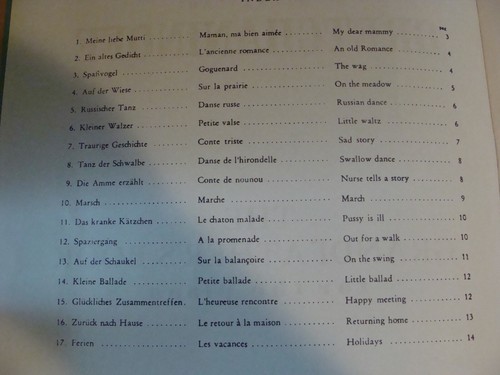 1. Meine liebe Mutti Maman, ma bien aimée My dear mammy 3
2. Ein altes Gedicht L'ancienne romance An old Romance 4
3. Spaßvogel Goguenard The wag 4
4. Auf der Wiese Sur la prairie On the meadow 5
5. Russischer Tanz Danse russe Russian dance 6
6. Kleiner Walzer Petite valse Little waltz 6
7. Traurige Geschichte Conte triste Sad story 7
8. Tanz der Schwalbe Danse de l'hirondelle Swallow dance 8
9. Die Amme erzählt Conte de nounou Nurse tells a story 8
10. Marsch Marche March 9
11. Das kranke Kätzchen Le chaton malade Pussy is ill 10
12. Spaziergang A la promenade Out for a walk 10
13. Auf der Schaukel Sur la balançoire On the swing 11
14. Kleine Ballade Petite ballade Little ballad 12
15. Glückliches Zusammentreffen. L'heureuse rencontre Happy meeting 12
16. Zurück nach Hause Le retour à la maison Returning home 13
17. Ferien Les vacances Holidays 14